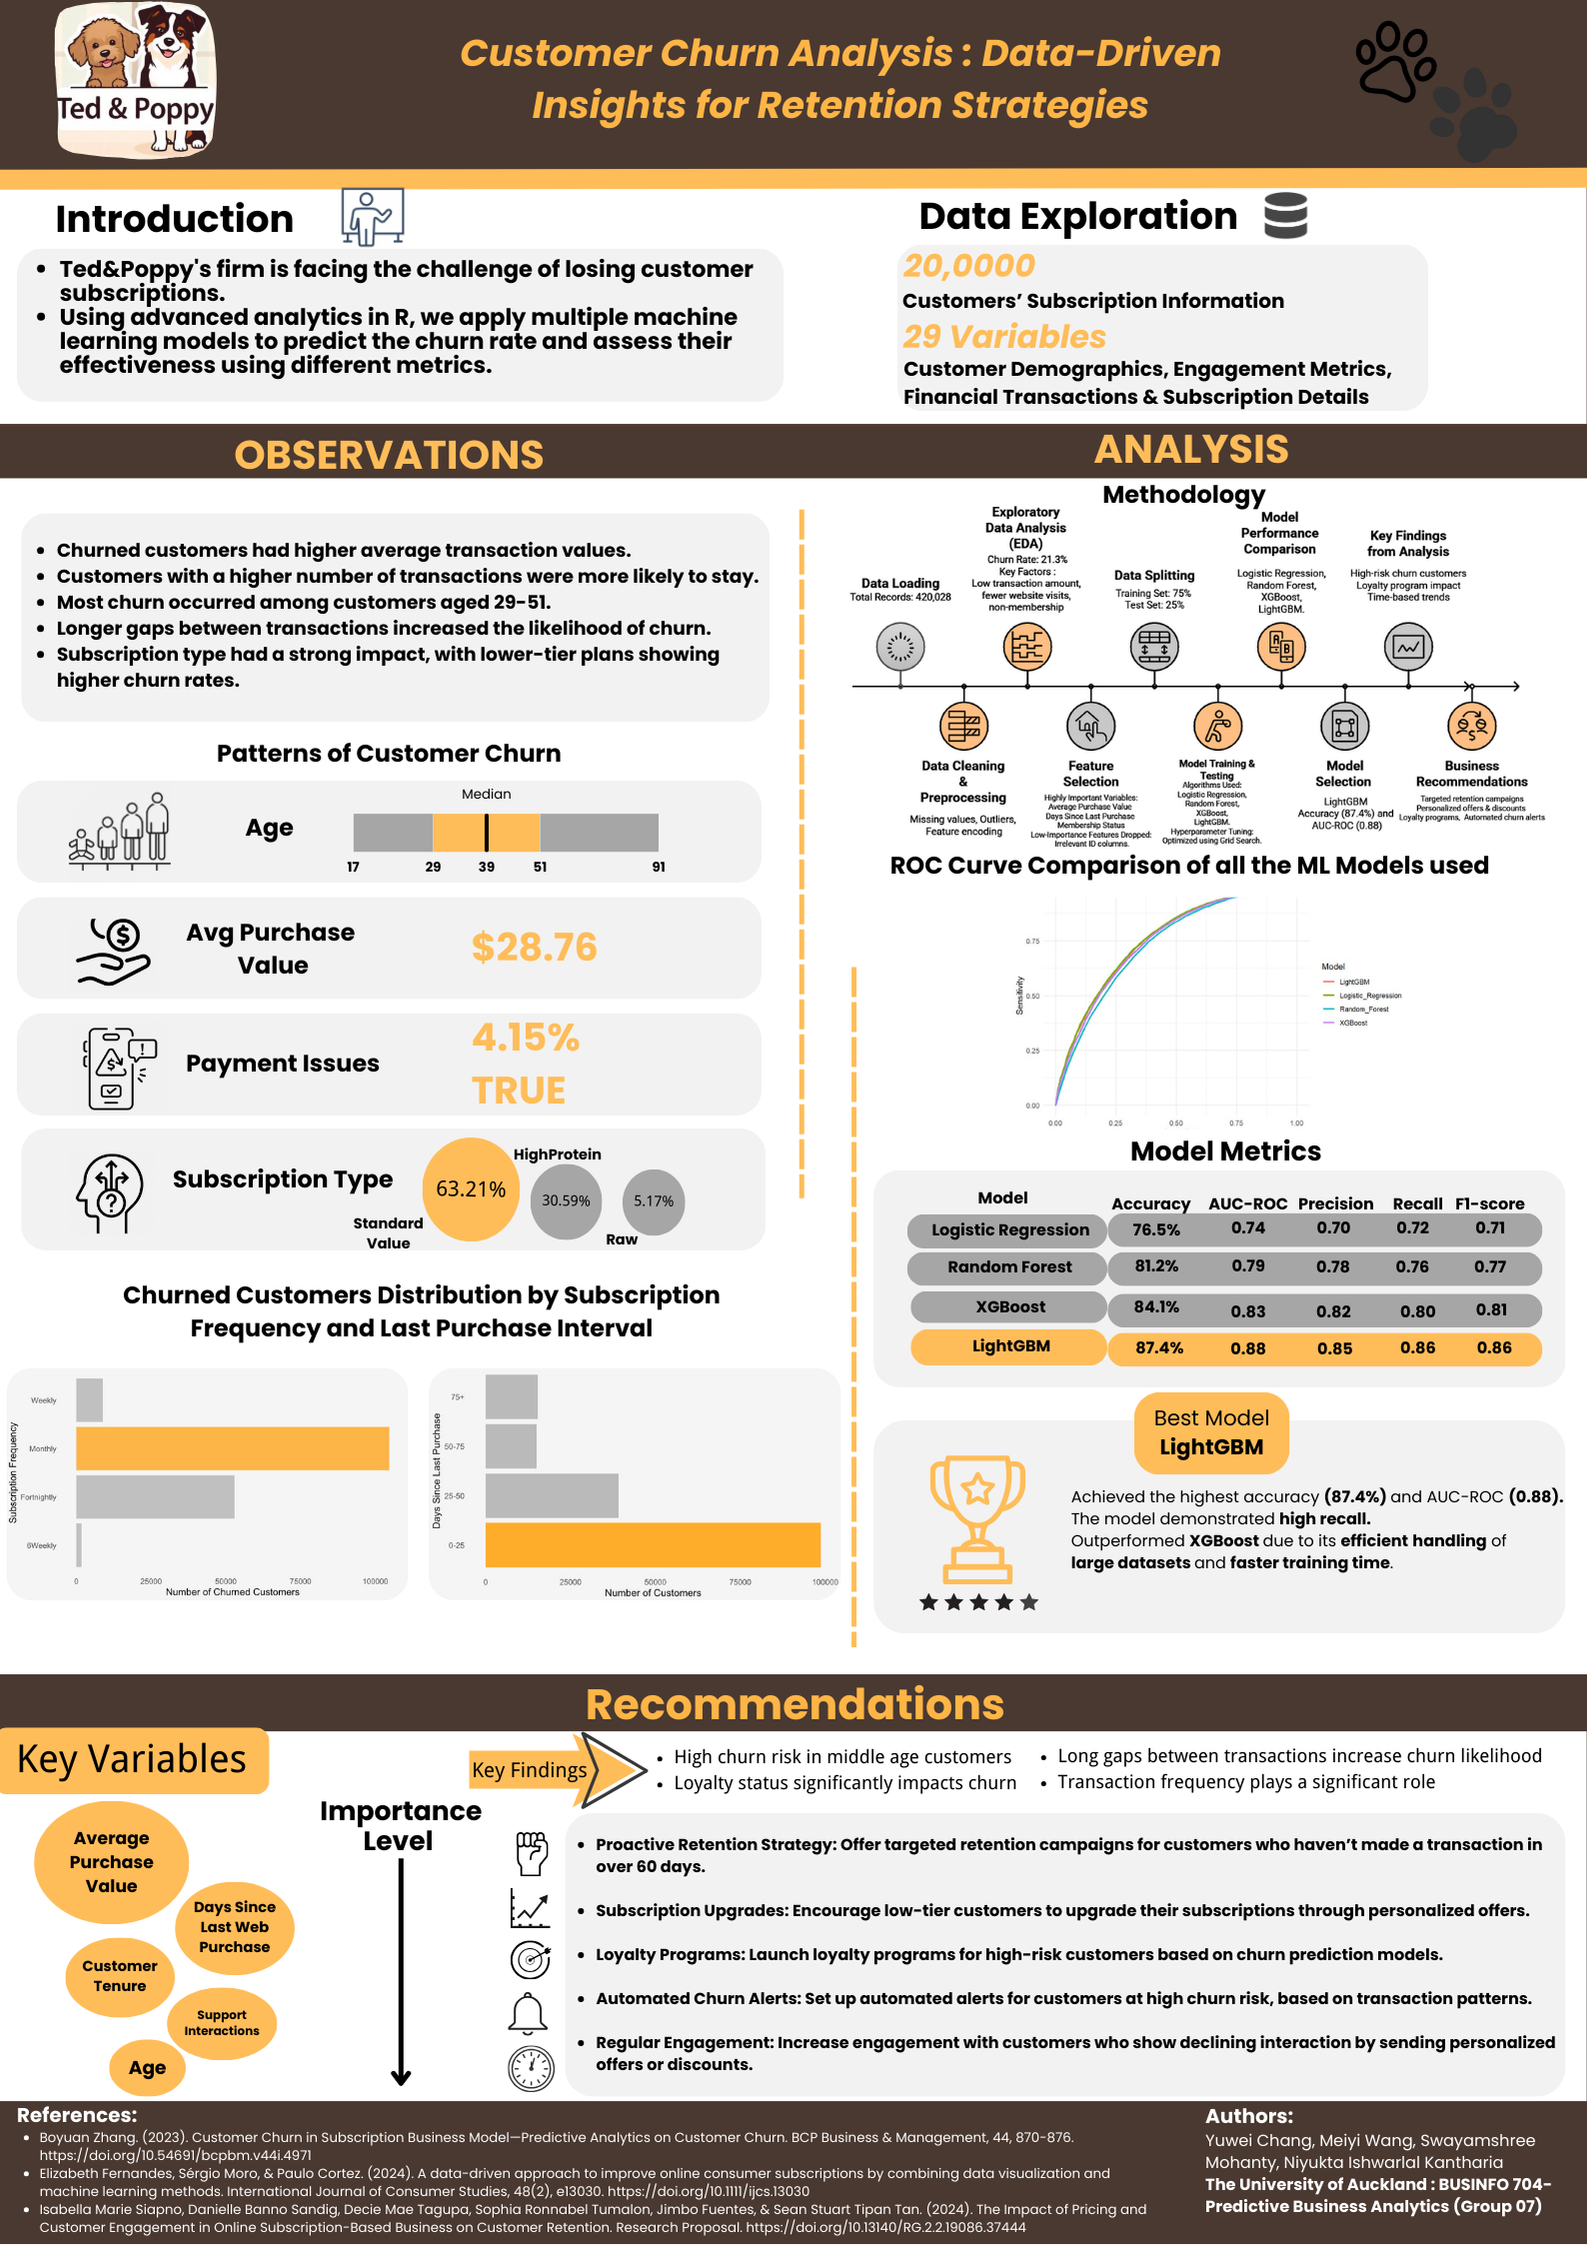 Ted & Poppy
Customer Churn Analysis : Data-Driven
Insights for Retention Strategies
Introduction
• Ted&Poppy's firm is facing the challenge of losing customer
subscriptions.
• Using advanced analytics in R, we apply multiple machine
learning models to predict the churn rate and assess their
effectiveness using different metrics.
Data Exploration
20,0000
Customers’ Subscription Information
29 Variables
Customer Demographics, Engagement Metrics,
Financial Transactions & Subscription Details
OBSERVATIONS
• Churned customers had higher average transaction values.
• Customers with a higher number of transactions were more likely to stay.
• Most churn occurred among customers aged 29-51.
• Longer gaps between transactions increased the likelihood of churn.
• Subscription type had a strong impact, with lower-tier plans showing
higher churn rates.
Patterns of Customer Churn
Age
Median
17 29 39 51 91
Avg Purchase
Value
$28.76
Payment Issues
4.15%
TRUE
Subscription Type
63.21%
Standard
Value
HighProtein
30.59%
5.17%
Raw
Churned Customers Distribution by Subscription
Frequency and Last Purchase Interval
Subscription Frequency
Weekly
Monthly
Fortnightly
6Weekly
0 25000 50000 75000 100000
Number of Churned Customers
Days Since Last Purchase
75+
50-75
25-50
0-25
0 25000 50000 75000 100000
Number of Customers
ANALYSIS
Methodology
Data Loading
Total Records: 420,028
Exploratory
Data Analysis
(EDA)
Churn Rate: 21.3%
Key Factors :
Low transaction amount,
fewer website visits,
non-membership
Data Splitting
Training Set: 75%
Test Set: 25%
Model
Performance
Comparison
Logistic Regression,
Random Forest,
XGBoost,
LightGBM.
Key Findings
from Analysis
High-risk churn customers
Loyalty program impact
Time-based trends
Data Cleaning
&
Preprocessing
Missing values, Outliers,
Feature encoding
Feature
Selection
Highly Important Variables:
Average Purchase Value
Days Since Last Purchase
Membership Status
Low-Importance Features Dropped:
Irrelevant ID columns.
Model Training &
Testing
Algorithms Used:
Logistic Regression,
Random Forest,
XGBoost,
LightGBM.
Hyperparameter Tuning:
Optimized using Grid Search.
Model
Selection
LightGBM
Accuracy (87.4%) and
AUC-ROC (0.88)
Business
Recommendations
Targeted retention campaigns
Personalized offers & discounts
Loyalty programs, Automated churn alerts
ROC Curve Comparison of all the ML Models used
Sensitivity
0.75
0.50
0.25
0.00
0.00 0.25 0.50 0.75 1.00
Model
LightGBM
Logistic_Regression
Random_Forest
XGBoost
Model Metrics
Model Accuracy AUC-ROC Precision Recall F1-score
Logistic Regression 76.5% 0.74 0.70 0.72 0.71
Random Forest 81.2% 0.79 0.78 0.76 0.77
XGBoost 84.1% 0.83 0.82 0.80 0.81
LightGBM 87.4% 0.88 0.85 0.86 0.86
Best Model
LightGBM
Achieved the highest accuracy (87.4%) and AUC-ROC (0.88).
The model demonstrated high recall.
Outperformed XGBoost due to its efficient handling of
large datasets and faster training time.
Recommendations
Key Variables
Average
Purchase
Value
Days Since
Last Web
Purchase
Customer
Tenure
Support
Interactions
Age
Importance
Level
Key Findings
• High churn risk in middle age customers
• Loyalty status significantly impacts churn
• Long gaps between transactions increase churn likelihood
• Transaction frequency plays a significant role
• Proactive Retention Strategy: Offer targeted retention campaigns for customers who haven’t made a transaction in
over 60 days.
• Subscription Upgrades: Encourage low-tier customers to upgrade their subscriptions through personalized offers.
• Loyalty Programs: Launch loyalty programs for high-risk customers based on churn prediction models.
• Automated Churn Alerts: Set up automated alerts for customers at high churn risk, based on transaction patterns.
• Regular Engagement: Increase engagement with customers who show declining interaction by sending personalized
offers or discounts.
References:
• Boyuan Zhang. (2023). Customer Churn in Subscription Business Model—Predictive Analytics on Customer Churn. BCP Business & Management, 44, 870-876.
https://doi.org/10.54691/bcpbm.v44i.4971
• Elizabeth Fernandes, Sérgio Moro, & Paulo Cortez. (2024). A data-driven approach to improve online consumer subscriptions by combining data visualization and
machine learning methods. International Journal of Consumer Studies, 48(2), e13030. https://doi.org/10.1111/ijcs.13030
• Isabella Marie Siapno, Danielle Banno Sandig, Decie Mae Tagupa, Sophia Ronnabel Tumalon, Jimbo Fuentes, & Sean Stuart Tipan Tan. (2024). The Impact of Pricing and
Customer Engagement in Online Subscription-Based Business on Customer Retention. Research Proposal. https://doi.org/10.13140/RG.2.2.19086.37444
Authors:
Yuwei Chang, Meiyi Wang, Swayamshree
Mohanty, Niyukta Ishwarlal Kantharia
The University of Auckland : BUSINFO 704-
Predictive Business Analytics (Group 07)